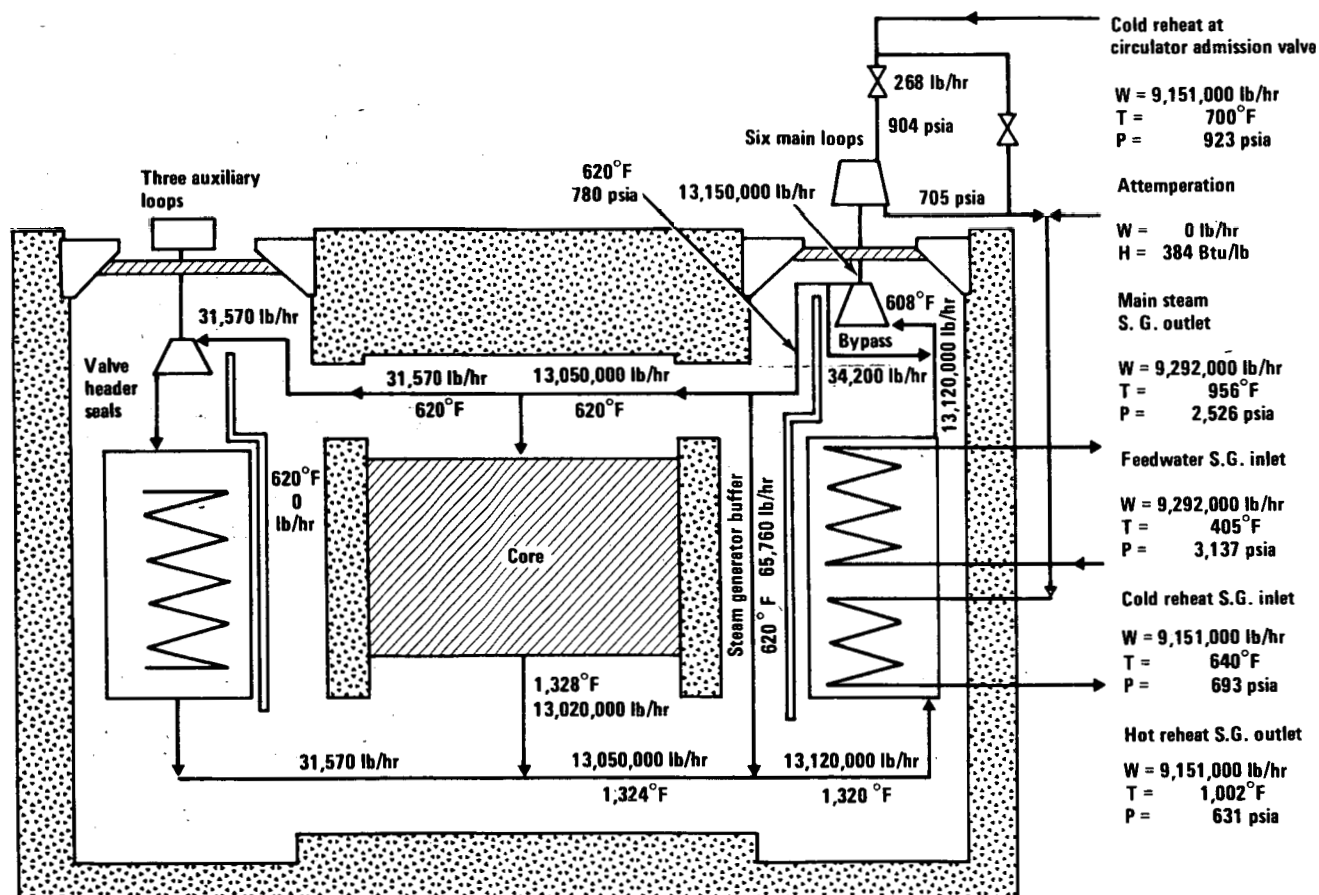 Cold reheat at
circulator admission valve
W = 9,151,000 lb/hr
T = 700°F
P = 923 psia
Attemperation
W = 0 lb/hr
H = 384 Btu/lb
Main steam
S. G. outlet
W = 9,292,000 lb/hr
T = 956°F
P = 2,526 psia
Feedwater S.G. inlet
W = 9,292,000 lb/hr
T = 405°F
P = 3,137 psia
Cold reheat S.G. inlet
W = 9,151,000 lb/hr
T = 640°F
P = 693 psia
Hot reheat S.G. outlet
W = 9,151,000 lb/hr
T = 1,002°F
P = 631 psia
268 lb/hr
904 psia
Six main loops
705 psia
620°F
780 psia
13,150,000 lb/hr
Three auxiliary
loops
31,570 lb/hr
Valve
header
seals
608°F
Bypass
34,200 lb/hr
13,120,000 lb/hr
31,570 lb/hr
620°F
13,050,000 lb/hr
620°F
620°F
0
lb/hr
Core
Steam generator buffer
620°F 65,760 lb/hr
1,328°F
13,020,000 lb/hr
31,570 lb/hr
13,050,000 lb/hr
1,324°F
13,120,000 lb/hr
1,320°F